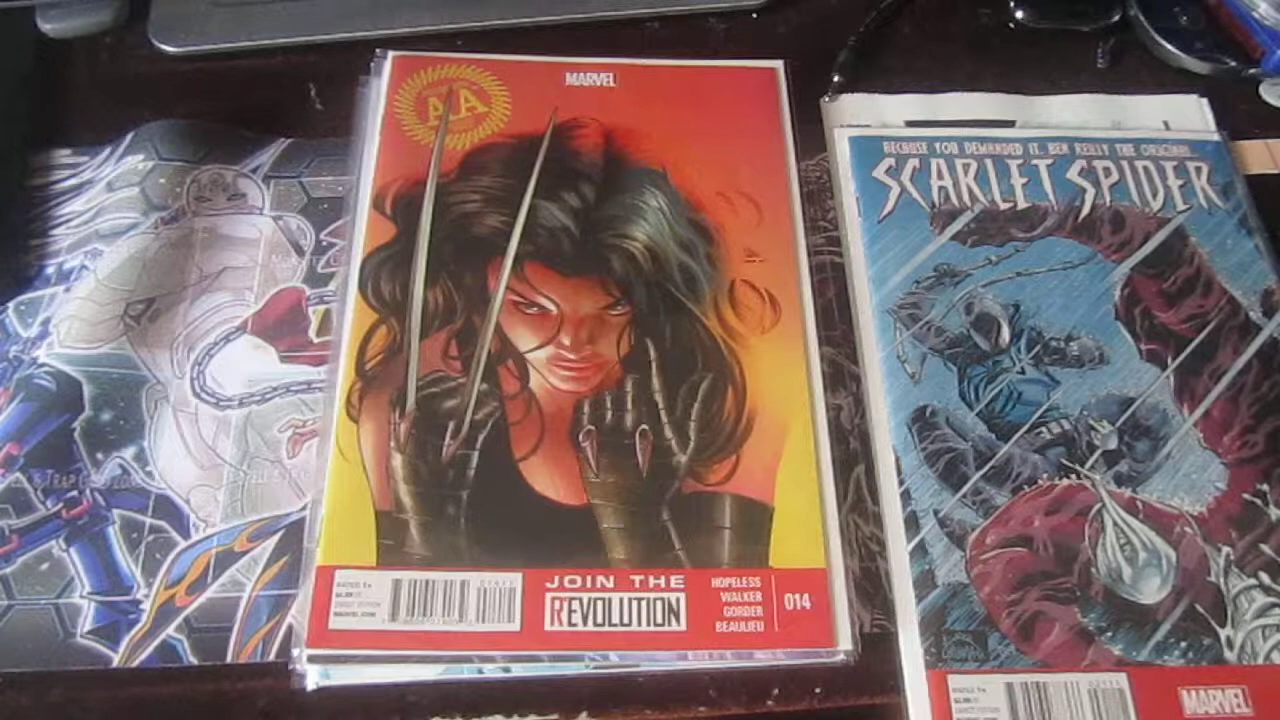 MARVEL
AA
JOIN THE
REVOLUTION
HOPELESS
WALKER
GORDER
BEAULIEU
014
BECAUSE YOU DEMANDED IT, BEN REILLY THE ORIGINAL
SCARLET SPIDER
MARVEL